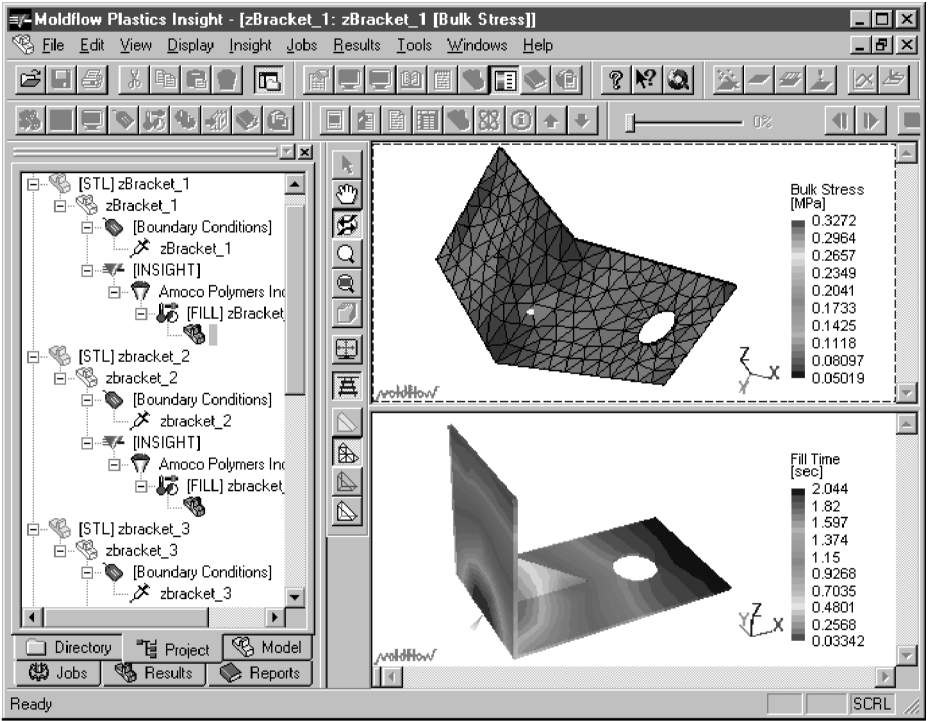 Moldflow Plastics Insight - [zBracket_1: zBracket_1 [Bulk Stress]]
File Edit View Display Insight Jobs Results Tools Windows Help
0%
[STL] zBracket_1
zBracket_1
[Boundary Conditions]
zBracket_1
[INSIGHT]
Amoco Polymers Inc
[FILL] zBracket_
[STL] zbracket_2
zbracket_2
[Boundary Conditions]
zbracket_2
[INSIGHT]
Amoco Polymers Inc
[FILL] zbracket_
[STL] zbracket_3
zbracket_3
[Boundary Conditions]
zbracket_3
Directory Project Model
Jobs Results Reports
Bulk Stress
[MPa]
0.3272
0.2964
0.2657
0.2349
0.2041
0.1733
0.1425
0.1118
0.08097
0.05019
Z
X
Y
moldflow
Fill Time
[sec]
2.044
1.82
1.597
1.374
1.15
0.9268
0.7035
0.4801
0.2568
0.03342
Z
Y X
moldflow
Ready SCRL